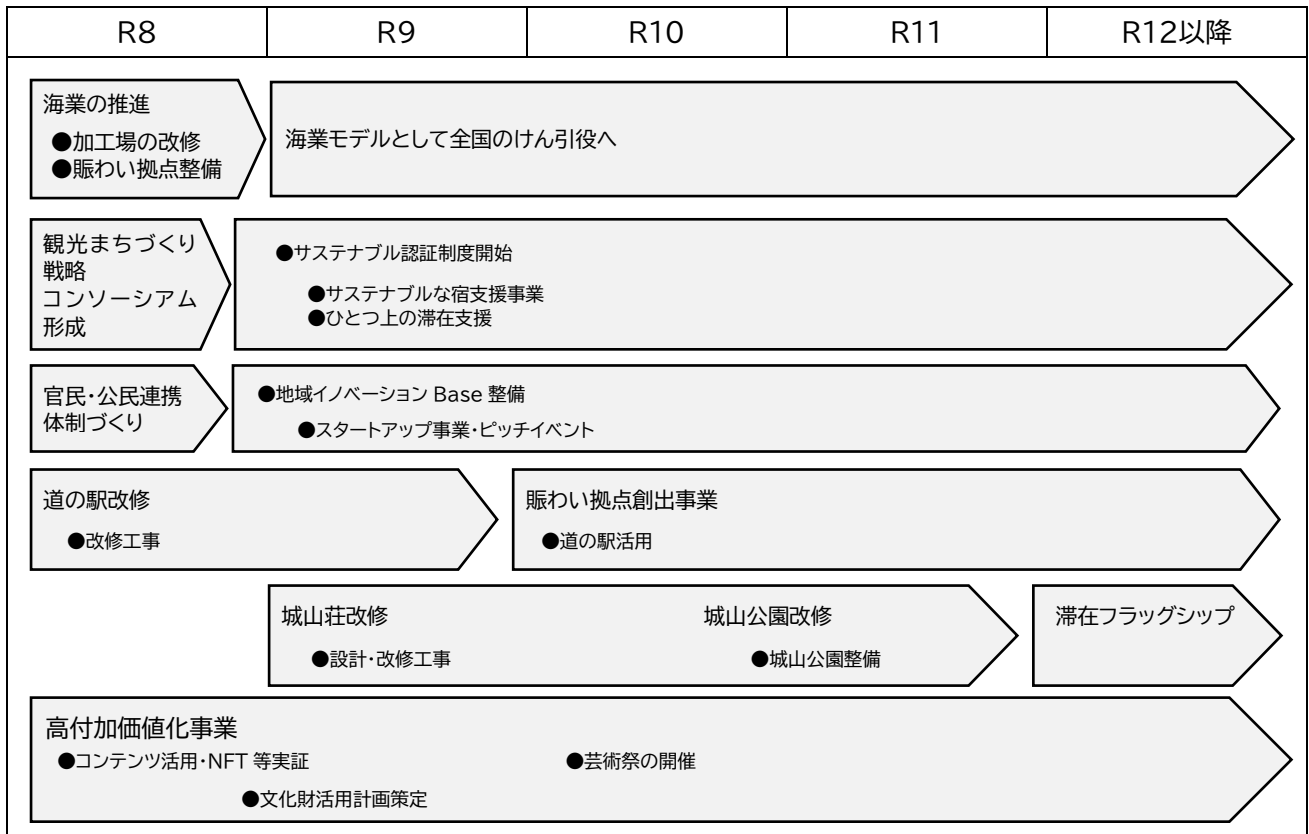 R8
R9
R10
R11
R12以降
海業の推進
●加工場の改修
●賑わい拠点整備
海業モデルとして全国のけん引役へ
観光まちづくり
戦略
コンソーシアム
形成
●サステナブル認証制度開始
●サステナブルな宿支援事業
●ひとつ上の滞在支援
官民・公民連携
体制づくり
●地域イノベーション Base 整備
●スタートアップ事業・ピッチイベント
道の駅改修
●改修工事
賑わい拠点創出事業
●道の駅活用
城山荘改修
●設計・改修工事
城山公園改修
●城山公園整備
滞在フラッグシップ
高付加価値化事業
●コンテンツ活用・NFT 等実証
●芸術祭の開催
●文化財活用計画策定